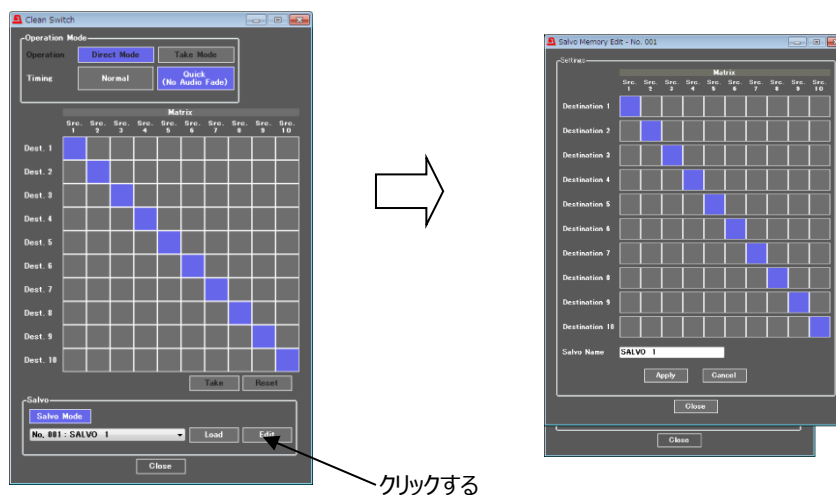 Clean Switch
Operation Mode
Operation Direct Mode Take Mode
Timing Normal Quick
(No Audio Fade)
Matrix
Src. Src. Src. Src. Src. Src. Src. Src. Src. Src.
1 2 3 4 5 6 7 8 9 10
Dest. 1
Dest. 2
Dest. 3
Dest. 4
Dest. 5
Dest. 6
Dest. 7
Dest. 8
Dest. 9
Dest. 10
Take Reset
Salvo
Salvo Mode
No. 001 : SALVO 1 Load Edit
Close
クリックする
Salvo Memory Edit - No. 001
Settings
Matrix
Src. Src. Src. Src. Src. Src. Src. Src. Src. Src.
1 2 3 4 5 6 7 8 9 10
Destination 1
Destination 2
Destination 3
Destination 4
Destination 5
Destination 6
Destination 7
Destination 8
Destination 9
Destination 10
Salvo Name SALVO 1
Apply Cancel
Close
Close